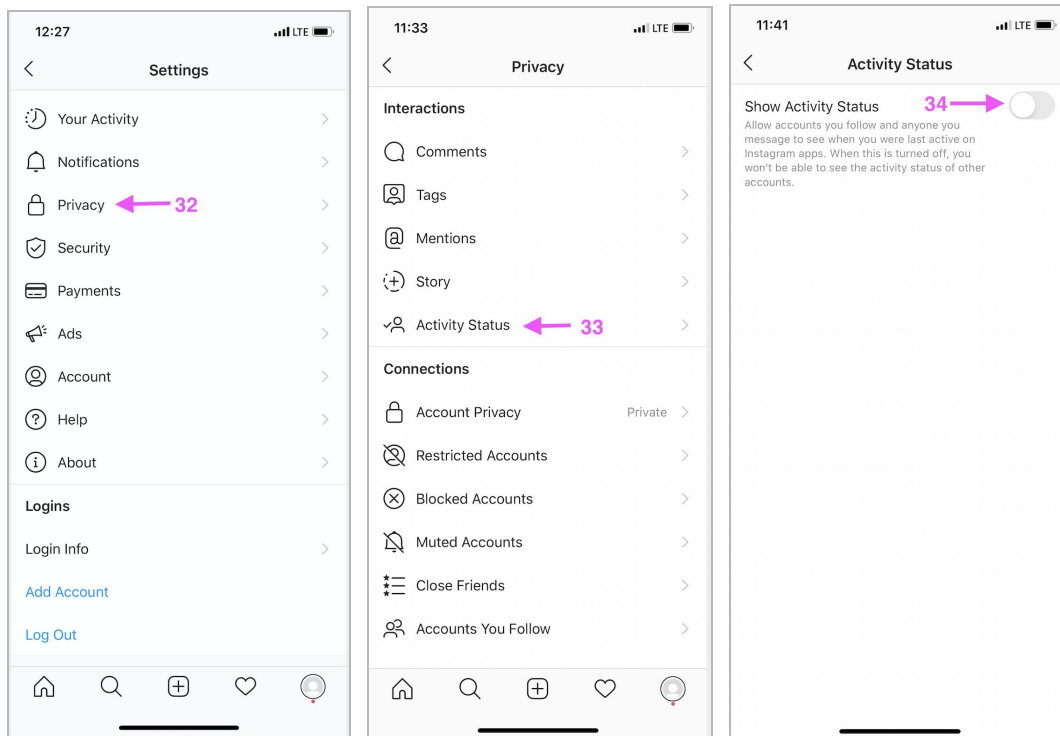 12:27
LTE
Settings
Your Activity
Notifications
Privacy
32
Security
Payments
Ads
Account
Help
About
Logins
Login Info
Add Account
Log Out
11:33
LTE
Privacy
Interactions
Comments
Tags
Mentions
Story
Activity Status
33
Connections
Account Privacy Private
Restricted Accounts
Blocked Accounts
Muted Accounts
Close Friends
Accounts You Follow
11:41
LTE
Activity Status
Show Activity Status
34
Allow accounts you follow and anyone you
message to see when you were last active on
Instagram apps. When this is turned off, you
won't be able to see the activity status of other
accounts.